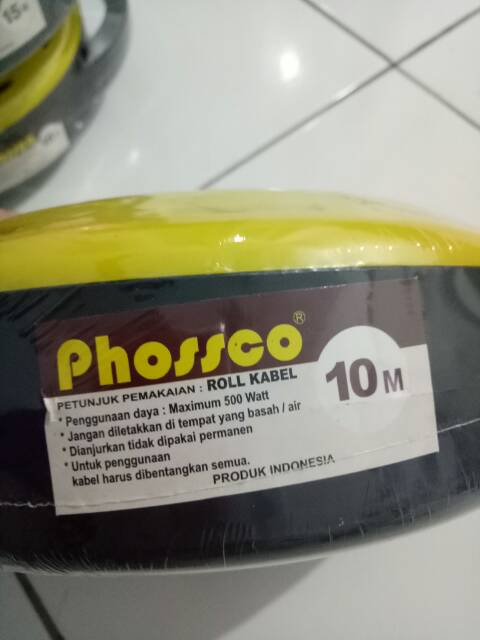 15
Phossco®
10 M
PETUNJUK PEMAKAIAN : ROLL KABEL
* Penggunaan daya : Maximum 500 Watt
* Jangan diletakkan di tempat yang basah / air
* Dianjurkan tidak dipakai permanen
* Untuk penggunaan
kabel harus dibentangkan semua.
PRODUK INDONESIA